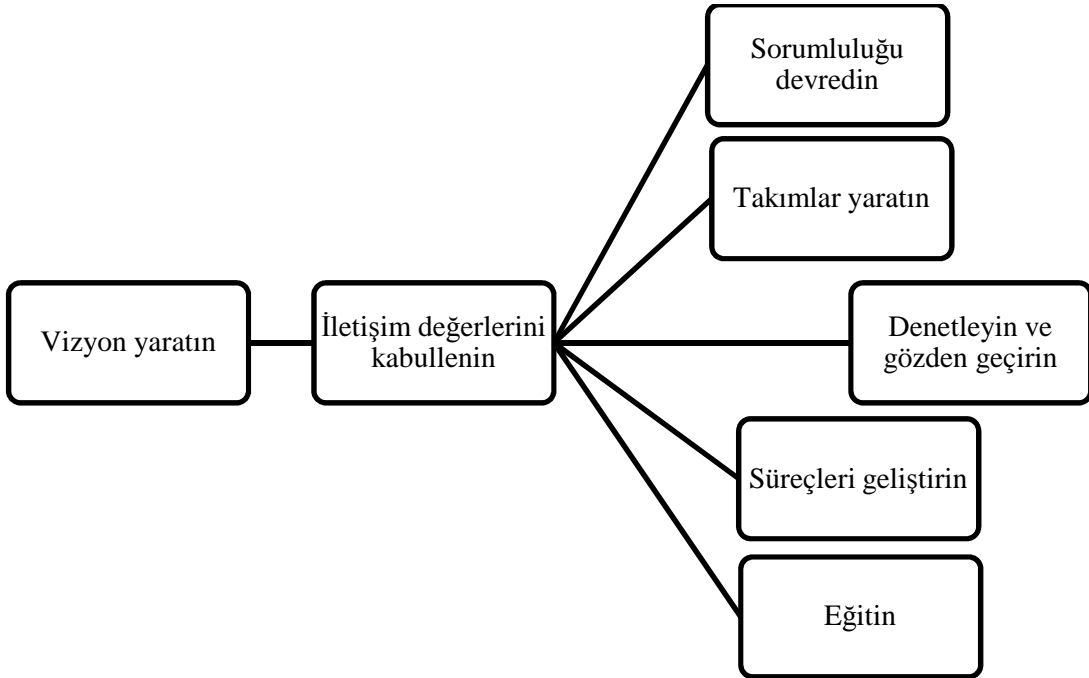 Sorumluluğu
devredin
Takımlar yaratın
Vizyon yaratın
İletişim değerlerini
kabullenin
Denetleyin ve
gözden geçirin
Süreçleri geliştirin
Eğitin